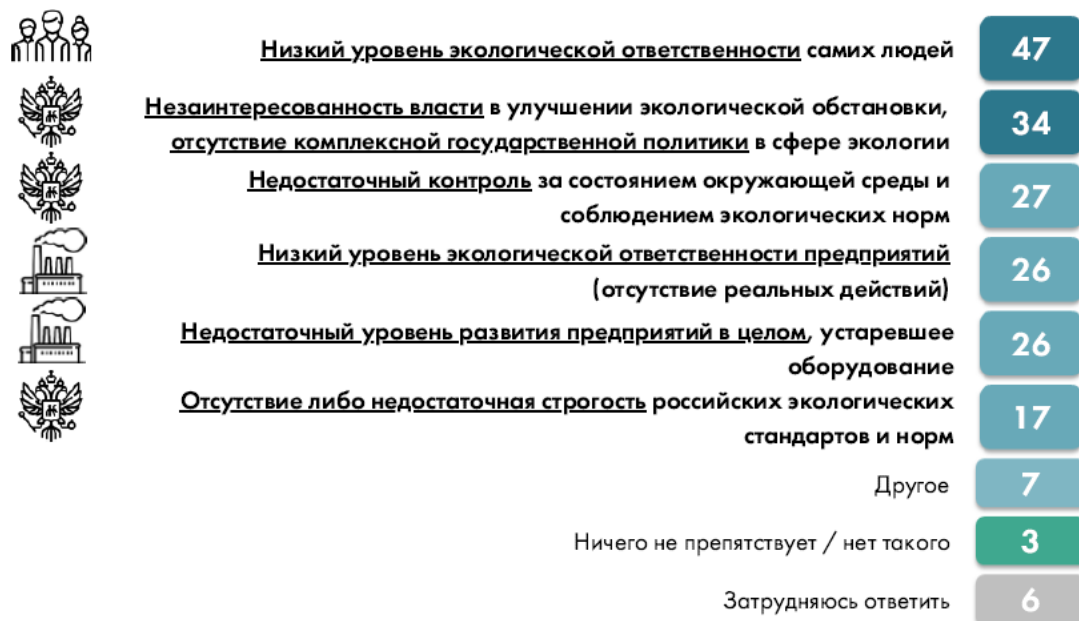 Низкий уровень экологической ответственности самих людей
47
Незаинтересованность власти в улучшении экологической обстановки,
отсутствие комплексной государственной политики в сфере экологии
34
Недостаточный контроль за состоянием окружающей среды и
соблюдением экологических норм
27
Низкий уровень экологической ответственности предприятий
(отсутствие реальных действий)
26
Недостаточный уровень развития предприятий в целом, устаревшее
оборудование
26
Отсутствие либо недостаточная строгость российских экологических
стандартов и норм
17
Другое
7
Ничего не препятствует / нет такого
3
Затрудняюсь ответить
6